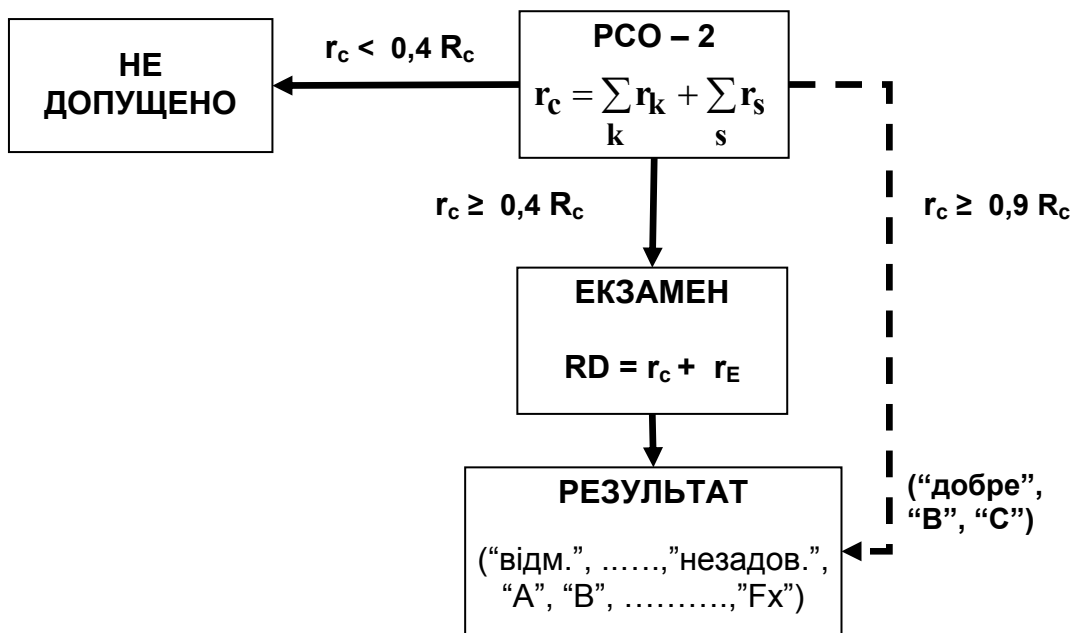 РСО – 2
r_c = ∑_k r_k + ∑_s r_s
r_c < 0,4 R_c
НЕ
ДОПУЩЕНО
r_c ≥ 0,4 R_c
r_c ≥ 0,9 R_c
ЕКЗАМЕН
RD = r_c + r_E
РЕЗУЛЬТАТ
(“відм.”, ……,”незадов.”,
“А”, “В”, ……….,”Fx”)
(“добре”,
“В”, “С”)